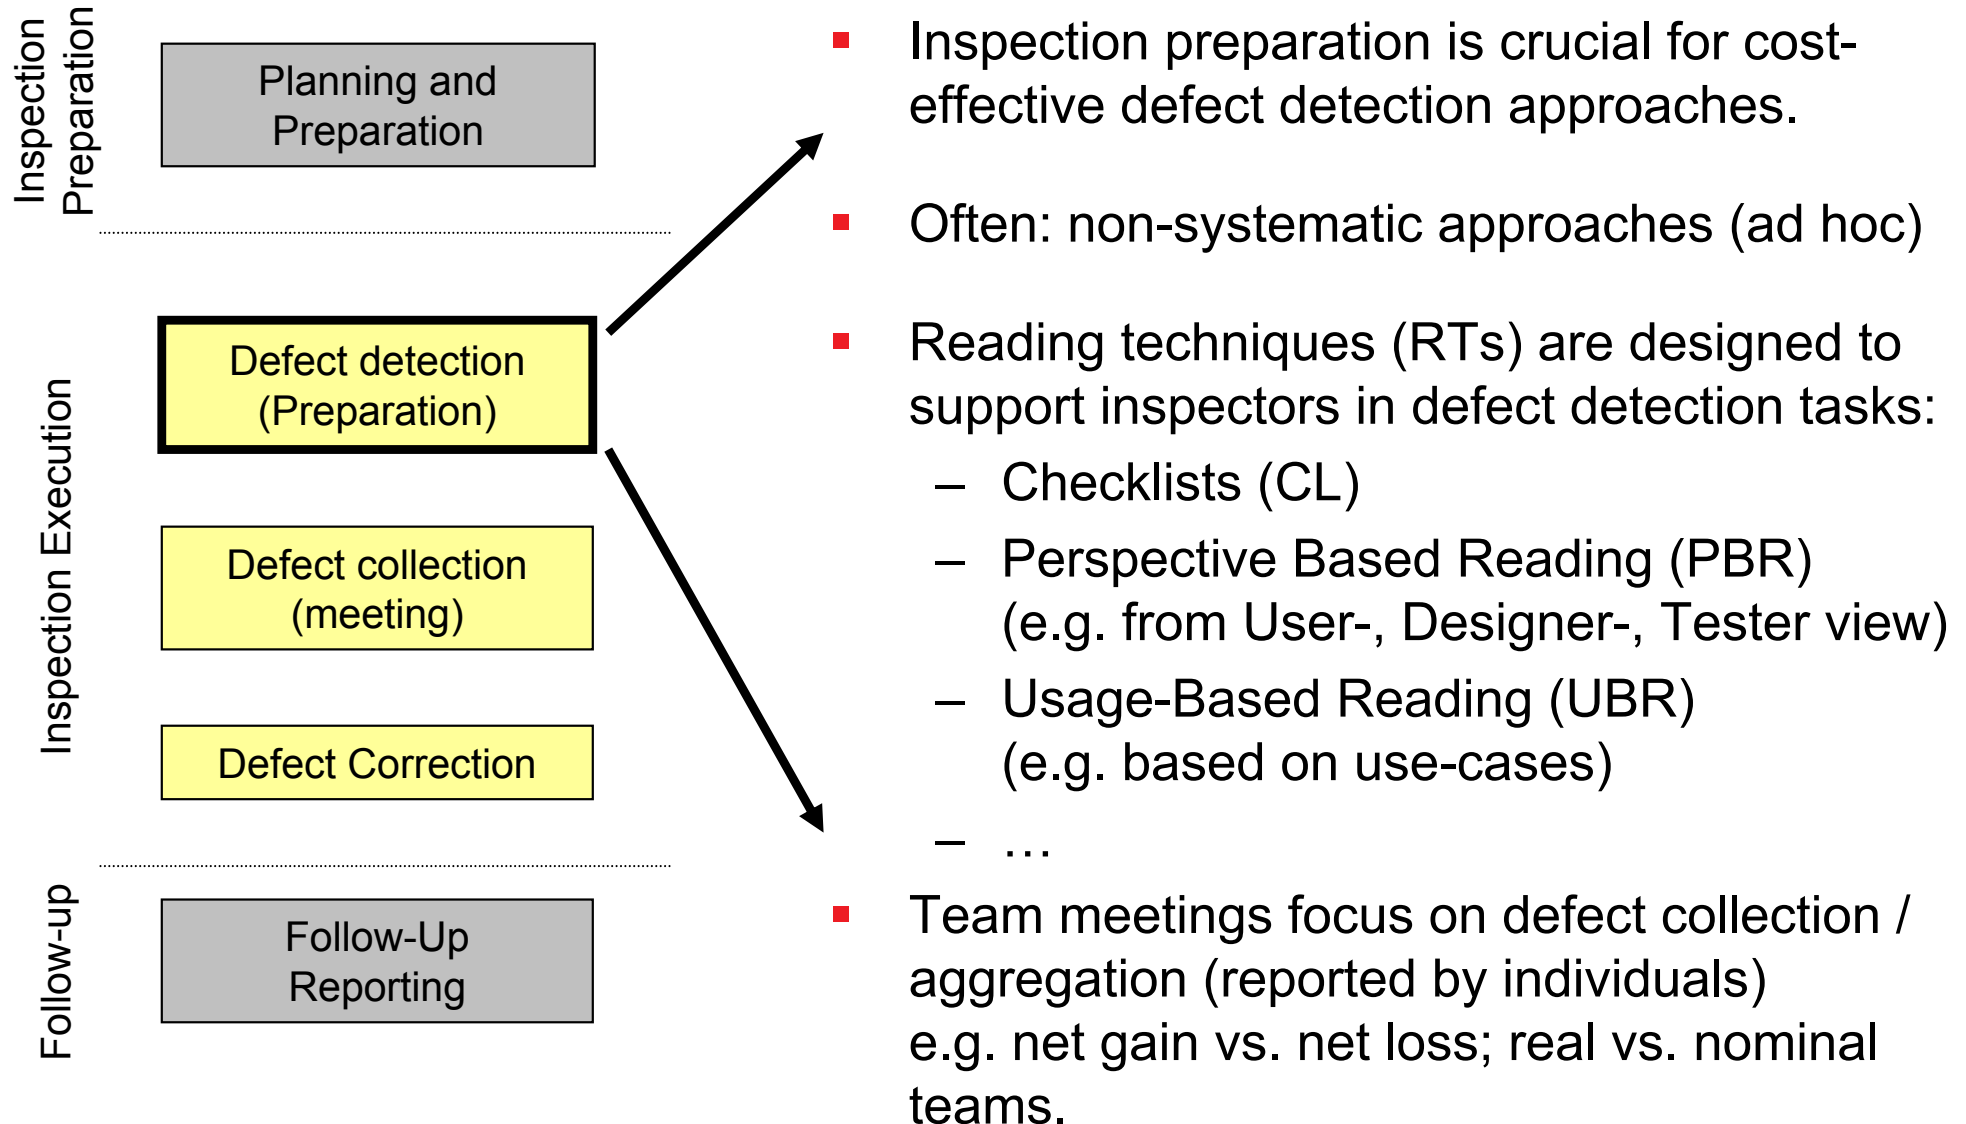 Inspection
Preparation
Planning and
Preparation
Inspection Execution
Defect detection
(Preparation)
Defect collection
(meeting)
Defect Correction
Follow-up
Follow-Up
Reporting
▪ Inspection preparation is crucial for cost-
effective defect detection approaches.
▪ Often: non-systematic approaches (ad hoc)
▪ Reading techniques (RTs) are designed to
support inspectors in defect detection tasks:
– Checklists (CL)
– Perspective Based Reading (PBR)
(e.g. from User-, Designer-, Tester view)
– Usage-Based Reading (UBR)
(e.g. based on use-cases)
– …
▪ Team meetings focus on defect collection /
aggregation (reported by individuals)
e.g. net gain vs. net loss; real vs. nominal
teams.